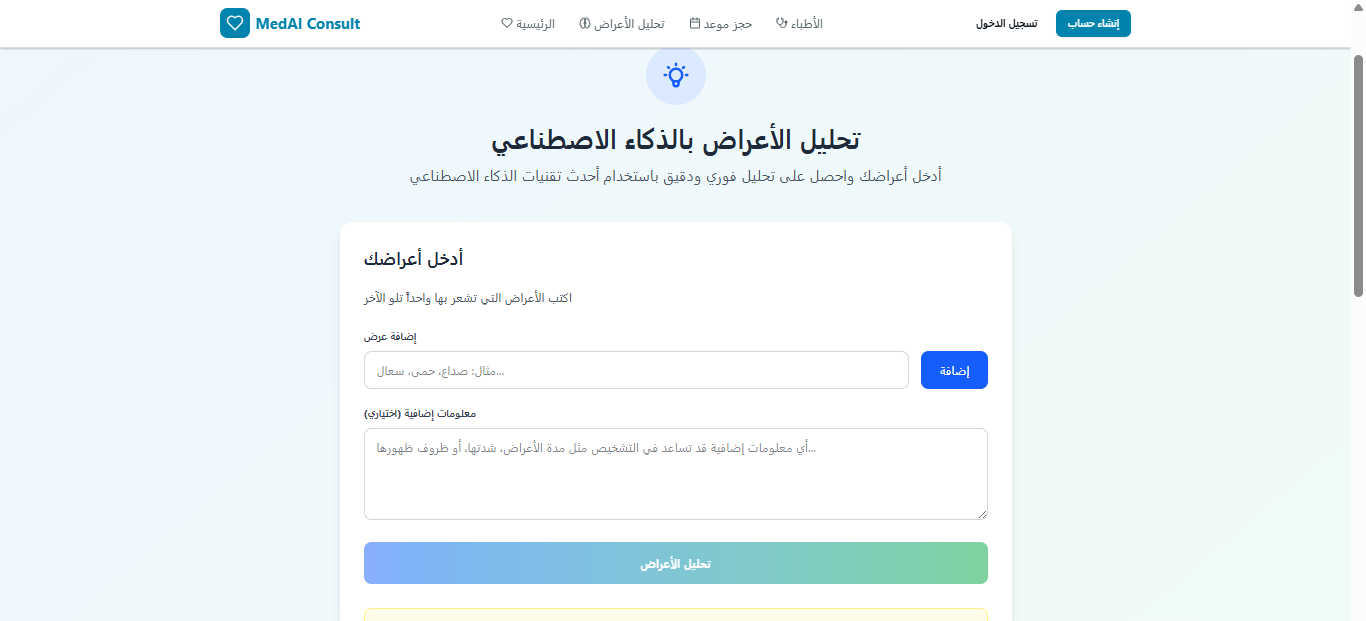 MedAI Consult
الرئيسية
تحليل الأعراض
حجز موعد
الأطباء
تسجيل الدخول
إنشاء حساب
تحليل الأعراض بالذكاء الاصطناعي
أدخل أعراضك واحصل على تحليل فوري ودقيق باستخدام أحدث تقنيات الذكاء الاصطناعي
أدخل أعراضك
اكتب الأعراض التي تشعر بها واحداً تلو الآخر
إضافة عرض
مثال: صداع، حمى، سعال...
إضافة
معلومات إضافية (اختياري)
أي معلومات إضافية قد تساعد في التشخيص مثل مدة الأعراض، شدتها، أو ظروف ظهورها...
تحليل الأعراض